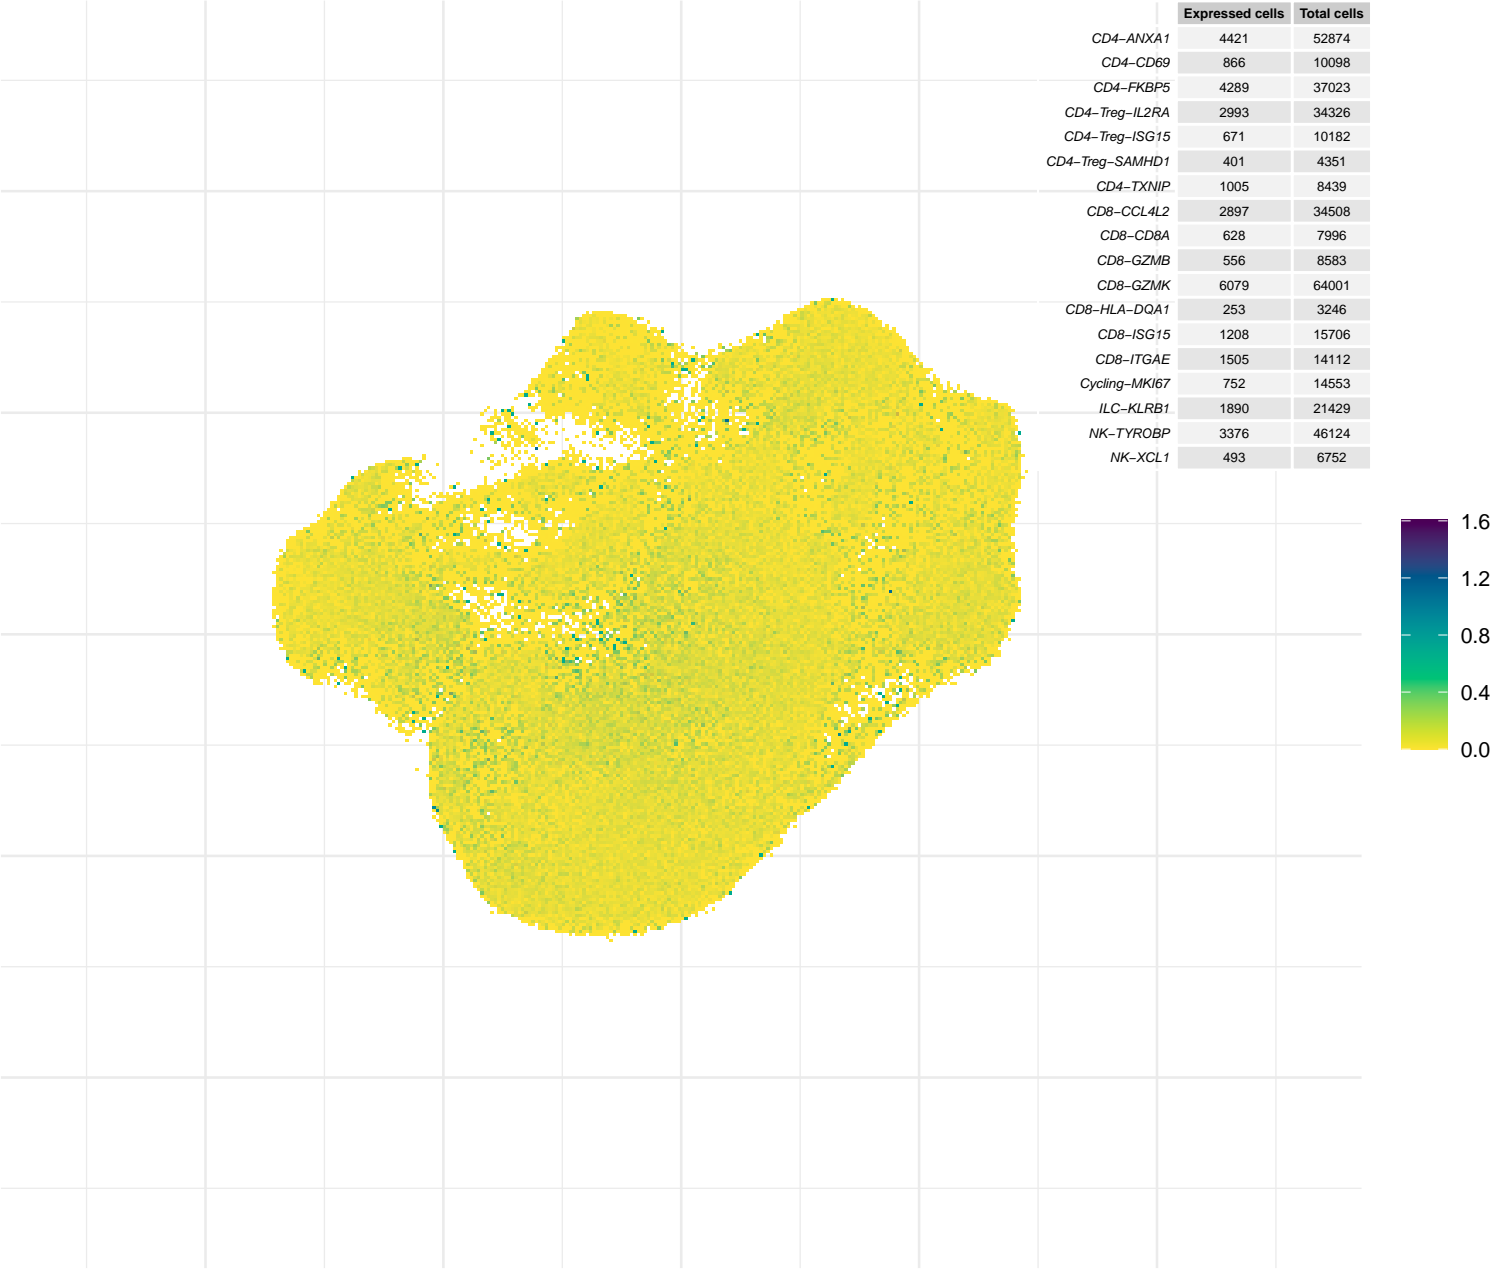 Expressed cells Total cells
CD4−ANXA1 4421 52874
CD4−CD69 866 10098
CD4−FKBP5 4289 37023
CD4−Treg−IL2RA 2993 34326
CD4−Treg−ISG15 671 10182
CD4−Treg−SAMHD1 401 4351
CD4−TXNIP 1005 8439
CD8−CCL4L2 2897 34508
CD8−CD8A 628 7996
CD8−GZMB 556 8583
CD8−GZMK 6079 64001
CD8−HLA−DQA1 253 3246
CD8−ISG15 1208 15706
CD8−ITGAE 1505 14112
Cycling−MKI67 752 14553
ILC−KLRB1 1890 21429
NK−TYROBP 3376 46124
NK−XCL1 493 6752
1.6
1.2
0.8
0.4
0.0